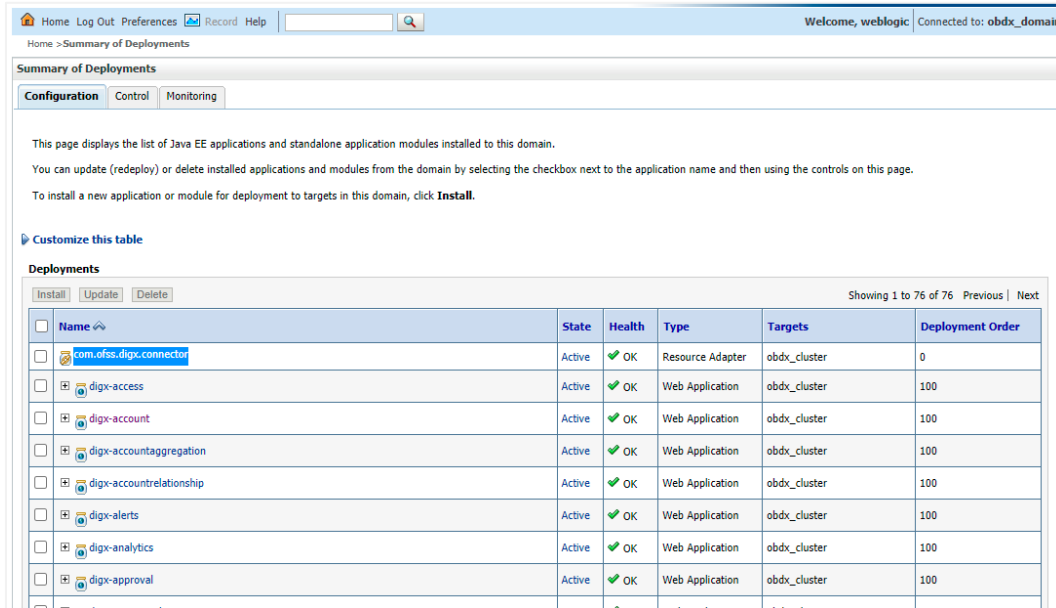 Home Log Out Preferences Record Help Welcome, weblogic Connected to: obdx_domain
Home >Summary of Deployments
Summary of Deployments
Configuration Control Monitoring
This page displays the list of Java EE applications and standalone application modules installed to this domain.
You can update (redeploy) or delete installed applications and modules from the domain by selecting the checkbox next to the application name and then using the controls on this page.
To install a new application or module for deployment to targets in this domain, click Install.
Customize this table
Deployments
Install Update Delete Showing 1 to 76 of 76 Previous | Next
Name State Health Type Targets Deployment Order
com.ofss.digx.connector Active OK Resource Adapter obdx_cluster 0
digx-access Active OK Web Application obdx_cluster 100
digx-account Active OK Web Application obdx_cluster 100
digx-accountaggregation Active OK Web Application obdx_cluster 100
digx-accountrelationship Active OK Web Application obdx_cluster 100
digx-alerts Active OK Web Application obdx_cluster 100
digx-analytics Active OK Web Application obdx_cluster 100
digx-approval Active OK Web Application obdx_cluster 100